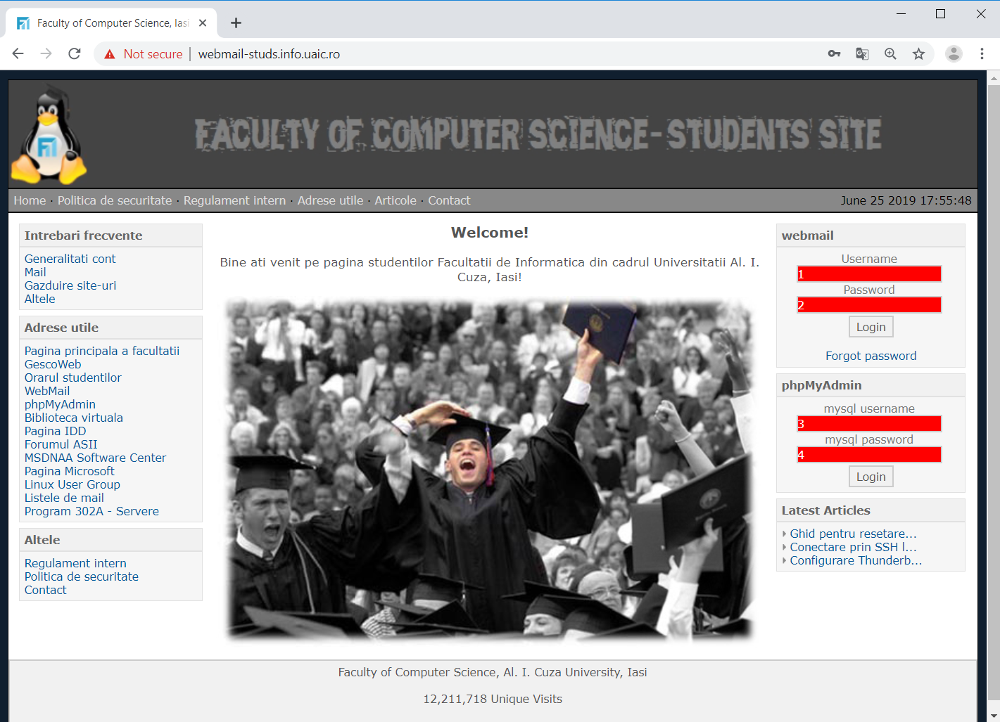 Faculty of Computer Science, Iasi
Not secure | webmail-studs.info.uaic.ro
FACULTY OF COMPUTER SCIENCE-STUDENTS SITE
Home · Politica de securitate · Regulament intern · Adrese utile · Articole · Contact
June 25 2019 17:55:48
Intrebari frecvente
Generalitati cont
Mail
Gazduire site-uri
Altele
Adrese utile
Pagina principala a facultatii
GescoWeb
Orarul studentilor
WebMail
phpMyAdmin
Biblioteca virtuala
Pagina IDD
Forumul ASII
MSDNAA Software Center
Pagina Microsoft
Linux User Group
Listele de mail
Program 302A - Servere
Altele
Regulament intern
Politica de securitate
Contact
Welcome!
Bine ati venit pe pagina studentilor Facultatii de Informatica din cadrul Universitatii Al. I.
Cuza, Iasi!
webmail
Username
1
Password
2
Login
Forgot password
phpMyAdmin
mysql username
3
mysql password
4
Login
Latest Articles
Ghid pentru resetare...
Conectare prin SSH l...
Configurare Thunderb...
Faculty of Computer Science, Al. I. Cuza University, Iasi
12,211,718 Unique Visits